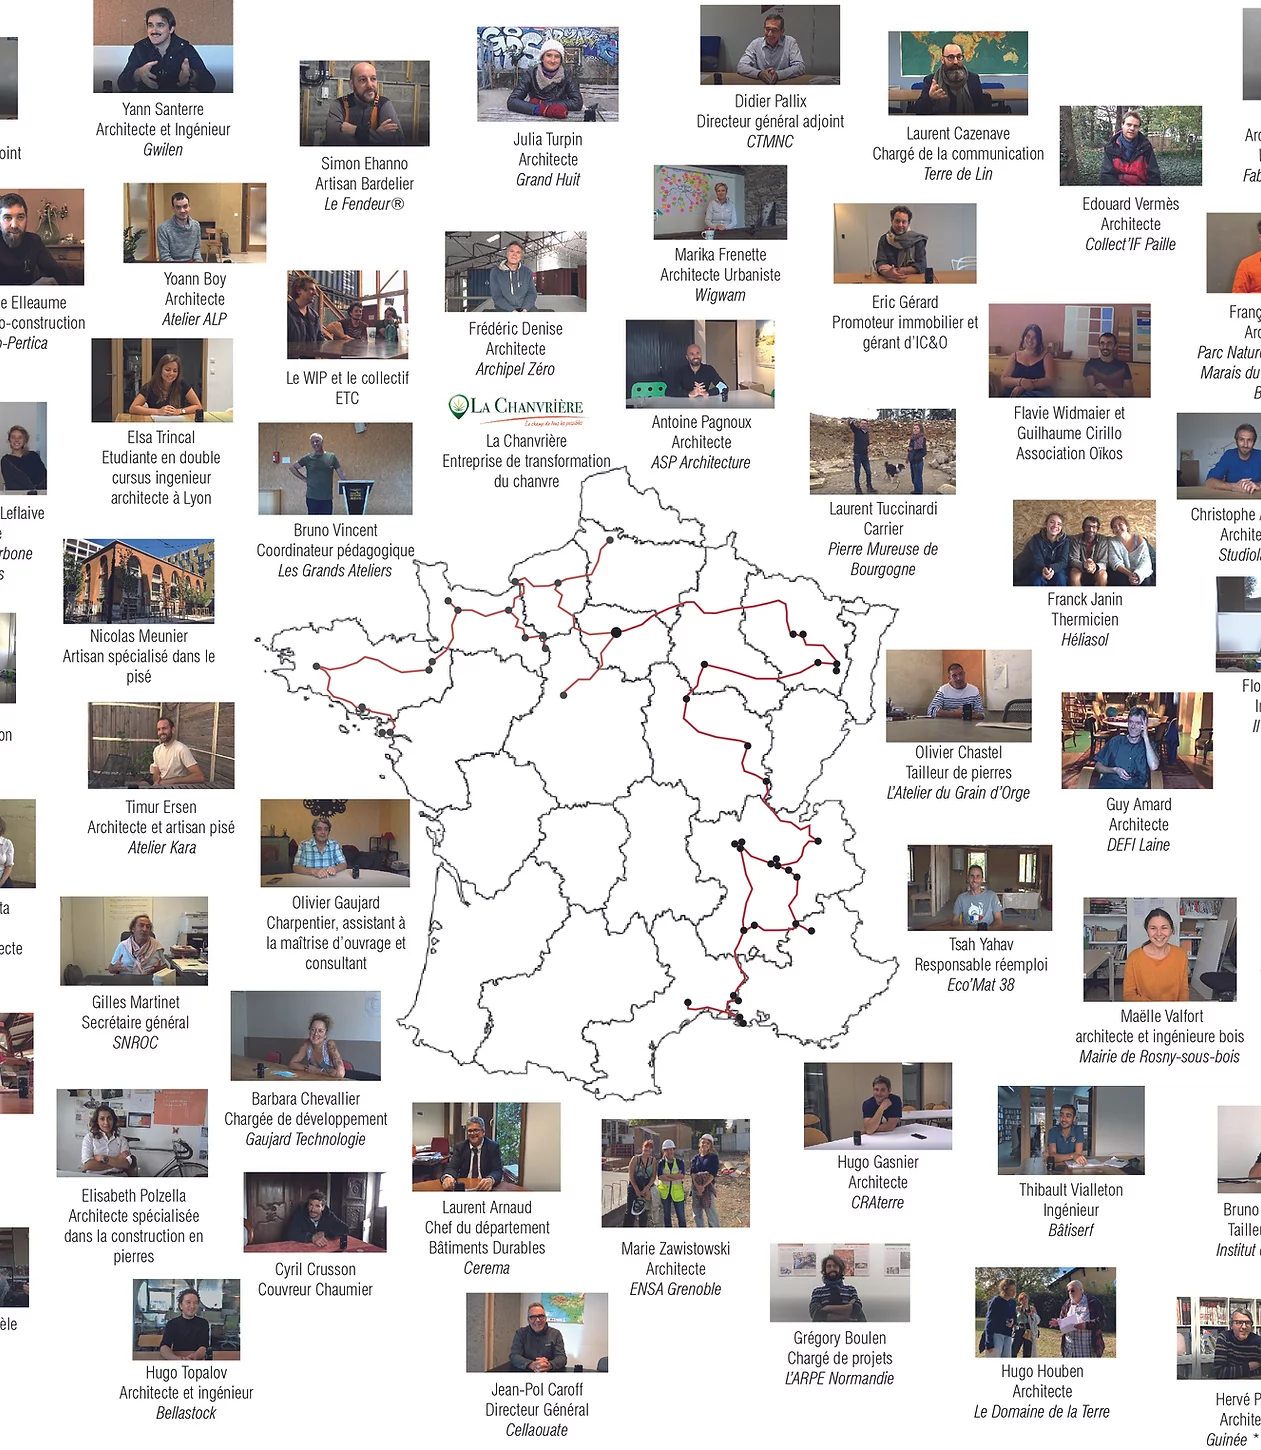 Yann Santerre
Architecte et Ingénieur
Gwilen
Simon Ehanno
Artisan Bardelier
Le Fendeur®
Julia Turpin
Architecte
Grand Huit
Didier Pallix
Directeur général adjoint
CTMNC
Laurent Cazenave
Chargé de la communication
Terre de Lin
Edouard Vermès
Architecte
Collect'IF Paille
oint
Arc
Fab
e Elleaume
o-construction
o-Pertica
Yoann Boy
Architecte
Atelier ALP
Le WIP et le collectif
ETC
Frédéric Denise
Architecte
Archipel Zéro
Marika Frenette
Architecte Urbaniste
Wigwam
Eric Gérard
Promoteur immobilier et
gérant d'IC&O
Franç
Arc
Parc Nature
Marais du
B
Elsa Trincal
Etudiante en double
cursus ingenieur
architecte à Lyon
LA CHANVRIÈRE
Le champ de tous les possibles
La Chanvrière
Entreprise de transformation
du chanvre
Antoine Pagnoux
Architecte
ASP Architecture
Flavie Widmaier et
Guilhaume Cirillo
Association Oïkos
Leflaive
e
rbone
s
Bruno Vincent
Coordinateur pédagogique
Les Grands Ateliers
Laurent Tuccinardi
Carrier
Pierre Mureuse de
Bourgogne
Christophe
Archite
Studiol
Nicolas Meunier
Artisan spécialisé dans le
pisé
Franck Janin
Thermicien
Héliasol
on
Flo
In
Il
Timur Ersen
Architecte et artisan pisé
Atelier Kara
Olivier Chastel
Tailleur de pierres
L'Atelier du Grain d'Orge
Guy Amard
Architecte
DEFI Laine
ta
ecte
Olivier Gaujard
Charpentier, assistant à
la maîtrise d'ouvrage et
consultant
Tsah Yahav
Responsable réemploi
Eco'Mat 38
Gilles Martinet
Secrétaire général
SNROC
Maëlle Valfort
architecte et ingénieure bois
Mairie de Rosny-sous-bois
Barbara Chevallier
Chargée de développement
Gaujard Technologie
Elisabeth Polzella
Architecte spécialisée
dans la construction en
pierres
Laurent Arnaud
Chef du département
Bâtiments Durables
Cerema
Marie Zawistowski
Architecte
ENSA Grenoble
Hugo Gasnier
Architecte
CRAterre
Thibault Vialleton
Ingénieur
Bâtiserf
Bruno
Taille
Institut
Cyril Crusson
Couvreur Chaumier
èle
Hugo Topalov
Architecte et ingénieur
Bellastock
Jean-Pol Caroff
Directeur Général
Cellaouate
Grégory Boulen
Chargé de projets
L'ARPE Normandie
Hugo Houben
Architecte
Le Domaine de la Terre
Hervé P
Archite
Guinée *